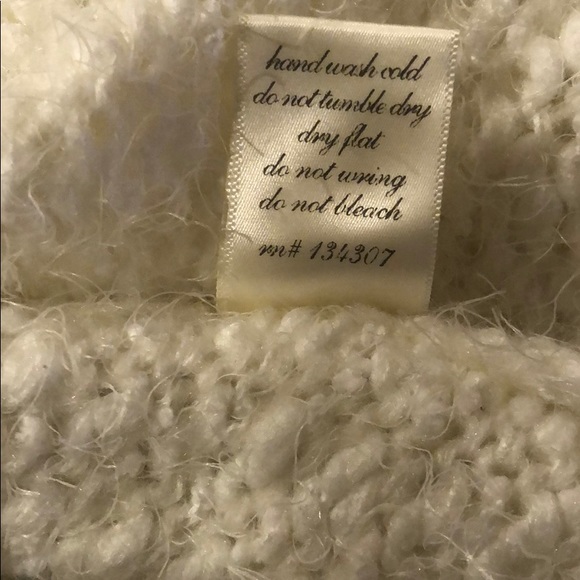 hand wash cold
do not tumble dry
dry flat
do not wring
do not bleach
rn# 134307